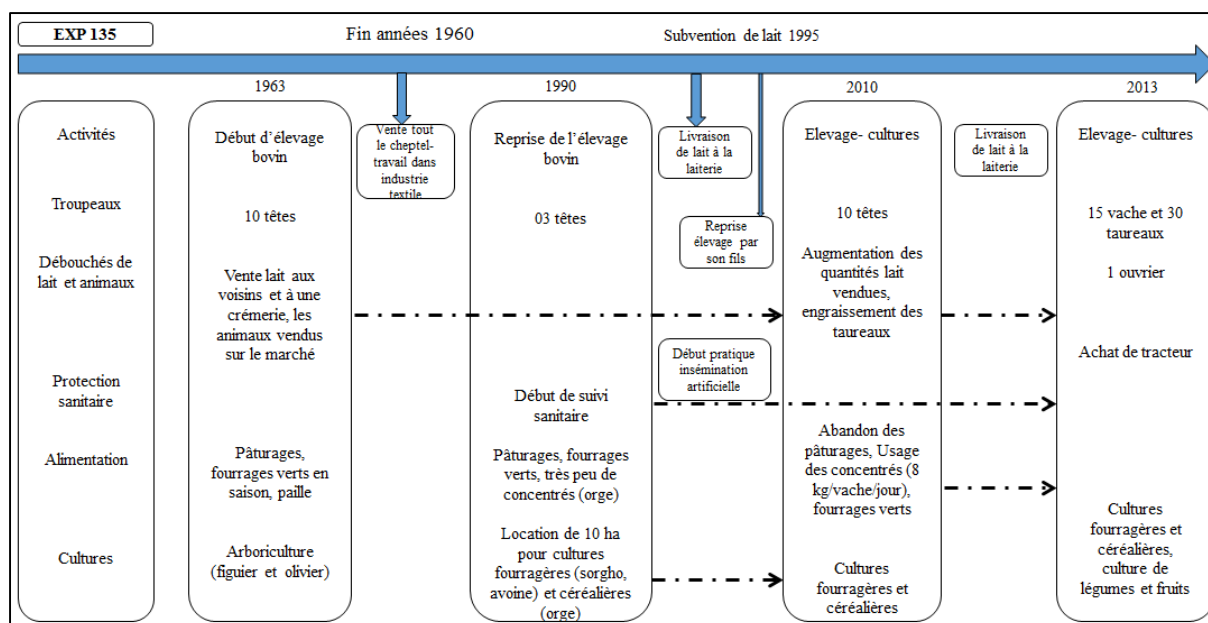 EXP 135
Fin années 1960
Subvention de lait 1995
1963
1990
2010
2013
Activités
Troupeaux
Débouchés de
lait et animaux
Protection
sanitaire
Alimentation
Cultures
Début d'élevage
bovin
10 têtes
Vente lait aux
voisins et à une
crémerie, les
animaux vendus
sur le marché
Pâturages,
fourrages verts en
saison, paille
Arboriculture
(figuier et olivier)
Vente tout
le cheptel-
travail dans
industrie
textile
Reprise de l'élevage
bovin
03 têtes
Début de suivi
sanitaire
Pâturages, fourrages
verts, très peu de
concentrés (orge)
Location de 10 ha
pour cultures
fourragères (sorgho,
avoine) et céréalières
(orge)
Livraison
de lait à la
laiterie
Reprise
élevage par
son fils
Début pratique
insémination
artificielle
Elevage- cultures
10 têtes
Augmentation des
quantités lait
vendues,
engraissement des
taureaux
Abandon des
pâturages, Usage
des concentrés (8
kg/vache/jour),
fourrages verts
Cultures
fourragères et
céréalières
Livraison
de lait à la
laiterie
Elevage- cultures
15 vache et 30
taureaux
1 ouvrier
Achat de tracteur
Cultures
fourragères et
céréalières,
culture de
légumes et fruits